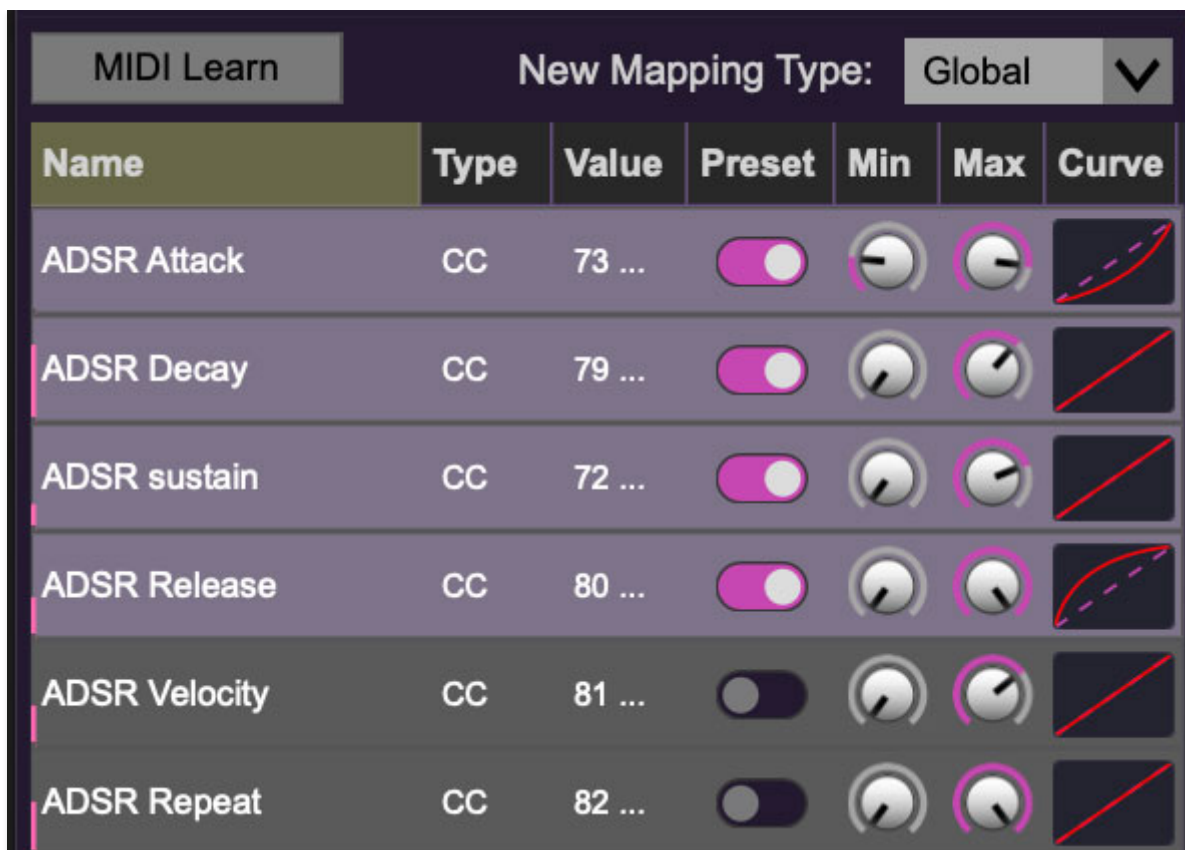 MIDI Learn New Mapping Type: Global
Name Type Value Preset Min Max Curve
ADSR Attack CC 73 ...
ADSR Decay CC 79 ...
ADSR sustain CC 72 ...
ADSR Release CC 80 ...
ADSR Velocity CC 81 ...
ADSR Repeat CC 82 ...